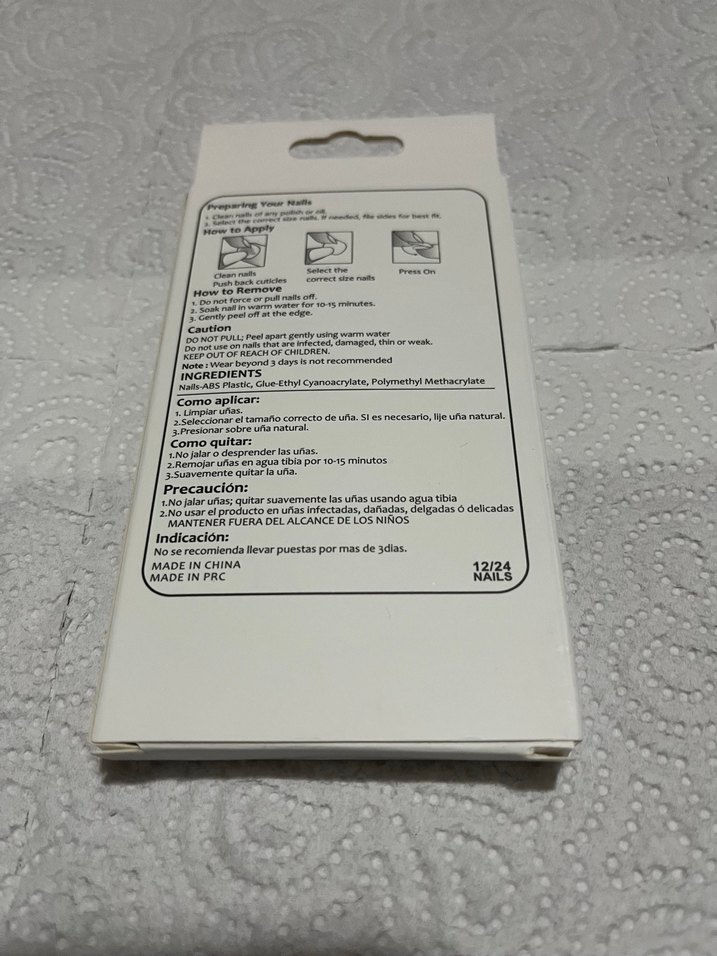 Preparing Your Nails
1. Clean nails of any polish or oil.
2. Select the correct size nails. If needed, file sides for best fit.
How to Apply
Clean nails
Push back cuticles
Select the
correct size nails
Press On
How to Remove
1. Do not force or pull nails off.
2. Soak nail in warm water for 10-15 minutes.
3. Gently peel off at the edge.
Caution
DO NOT PULL; Peel apart gently using warm water
Do not use on nails that are infected, damaged, thin or weak.
KEEP OUT OF REACH OF CHILDREN.
Note : Wear beyond 3 days is not recommended
INGREDIENTS
Nails-ABS Plastic, Glue-Ethyl Cyanoacrylate, Polymethyl Methacrylate
Como aplicar:
1. Limpiar uñas.
2.Seleccionar el tamaño correcto de uña. SI es necesario, lije uña natural.
3.Presionar sobre uña natural.
Como quitar:
1.No jalar o desprender las uñas.
2.Remojar uñas en agua tibia por 10-15 minutos
3.Suavemente quitar la uña.
Precaución:
1.No jalar uñas; quitar suavemente las uñas usando agua tibia
2.No usar el producto en uñas infectadas, dañadas, delgadas ó delicadas
MANTENER FUERA DEL ALCANCE DE LOS NIÑOS
Indicación:
No se recomienda llevar puestas por mas de 3dias.
MADE IN CHINA
MADE IN PRC
12/24
NAILS